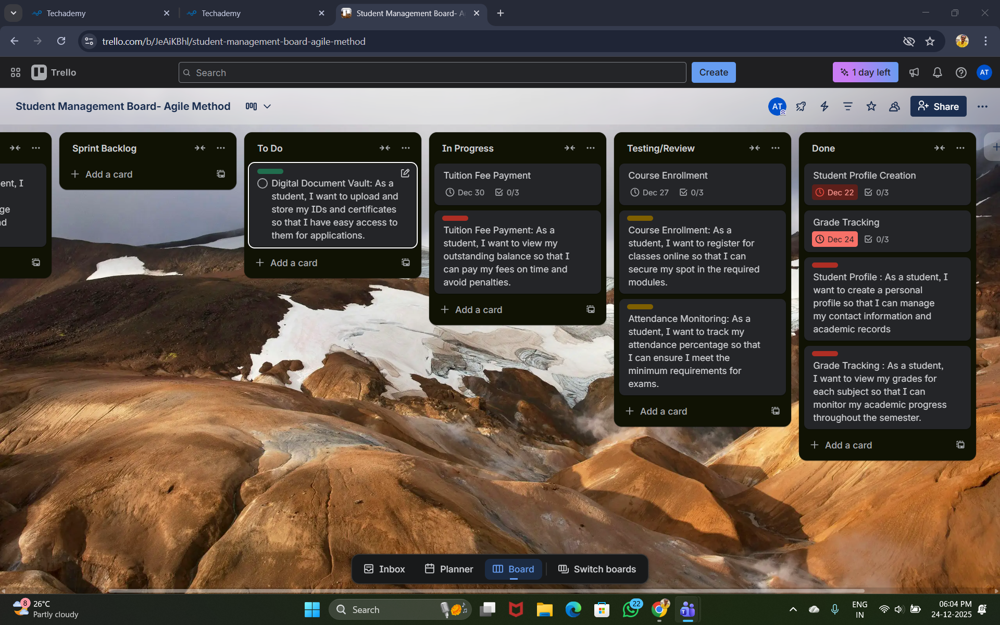 Techademy
Techademy
Student Management Board- A
trello.com/b/JeAiKBhl/student-management-board-agile-method
Trello
Search
Create
1 day left
AT
Student Management Board- Agile Method
AT
Share
ent, I
ge
d
Sprint Backlog
Add a card
To Do
Digital Document Vault: As a
student, I want to upload and
store my IDs and certificates
so that I have easy access to
them for applications.
Add a card
In Progress
Tuition Fee Payment
Dec 30 0/3
Tuition Fee Payment: As a
student, I want to view my
outstanding balance so that I
can pay my fees on time and
avoid penalties.
Add a card
Testing/Review
Course Enrollment
Dec 27 0/3
Course Enrollment: As a
student, I want to register for
classes online so that I can
secure my spot in the required
modules.
Attendance Monitoring: As a
student, I want to track my
attendance percentage so that
I can ensure I meet the
minimum requirements for
exams.
Add a card
Done
Student Profile Creation
Dec 22 0/3
Grade Tracking
Dec 24 0/3
Student Profile : As a student, I
want to create a personal
profile so that I can manage
my contact information and
academic records
Grade Tracking : As a student,
I want to view my grades for
each subject so that I can
monitor my academic progress
throughout the semester.
Add a card
Inbox
Planner
Board
Switch boards
8
26°C
Partly cloudy
Search
22
ENG
IN
06:04 PM
24-12-2025